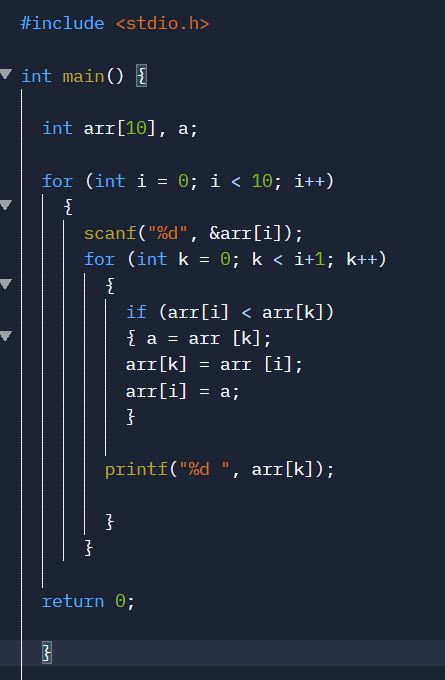 #include <stdio.h>
int main() {
int arr[10], a;
for (int i = 0; i < 10; i++)
{
scanf("%d", &arr[i]);
for (int k = 0; k < i+1; k++)
{
if (arr[i] < arr[k])
{ a = arr [k];
arr[k] = arr [i];
arr[i] = a;
}
printf("%d ", arr[k]);
}
}
return 0;
}